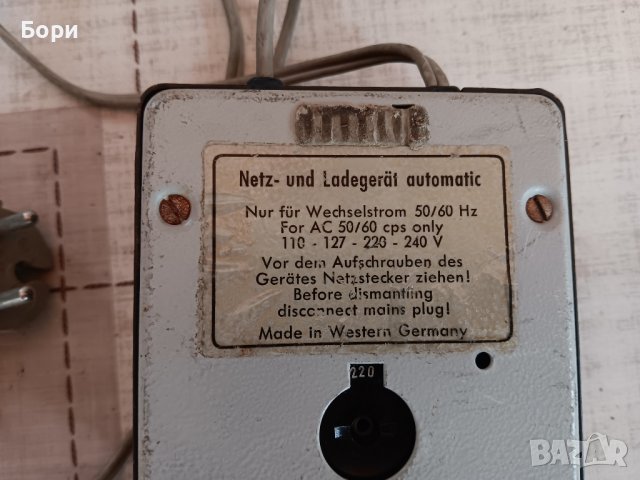 Бори
Netz- und Ladegerät automatic
Nur für Wechselstrom 50/60 Hz
For AC 50/60 cps only
110 - 127 - 220 - 240 V
Vor dem Aufschrauben des
Gerätes Netzstecker ziehen!
Before dismantling
disconnect mains plug!
Made in Western Germany
220
BAZAR